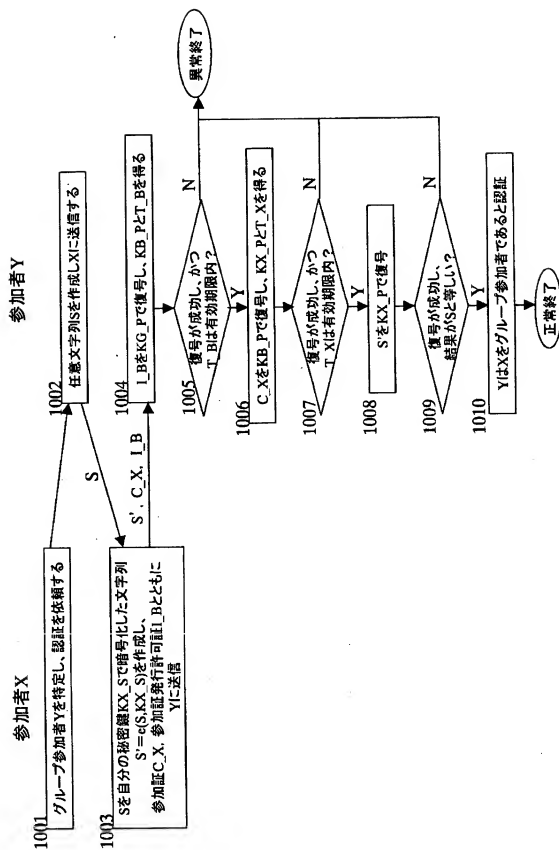 参加者X
参加者Y
1001
グループ参加者Yを特定し、認証を依頼する
1002
任意文字列Sを作成しXに送信する
S
1003
Sを自分の秘密鍵KX_Sで暗号化した文字列
S'=e(S,KX_S)を作成し、
参加証C_X, 参加証発行許可証I_Bとともに
Yに送信
S', C_X, I_B
1004
I_BをKG_Pで復号し、KB_PとT_Bを得る
1005
復号が成功し、かつ
T_Bは有効期限内?
N
異常終了
Y
1006
C_XをKB_Pで復号し、KX_PとT_Xを得る
1007
復号が成功し、かつ
T_Xは有効期限内?
N
Y
1008
S'をKX_Pで復号
1009
復号が成功し、
結果がSと等しい?
N
Y
1010
YはXをグループ参加者であると認証
正常終了